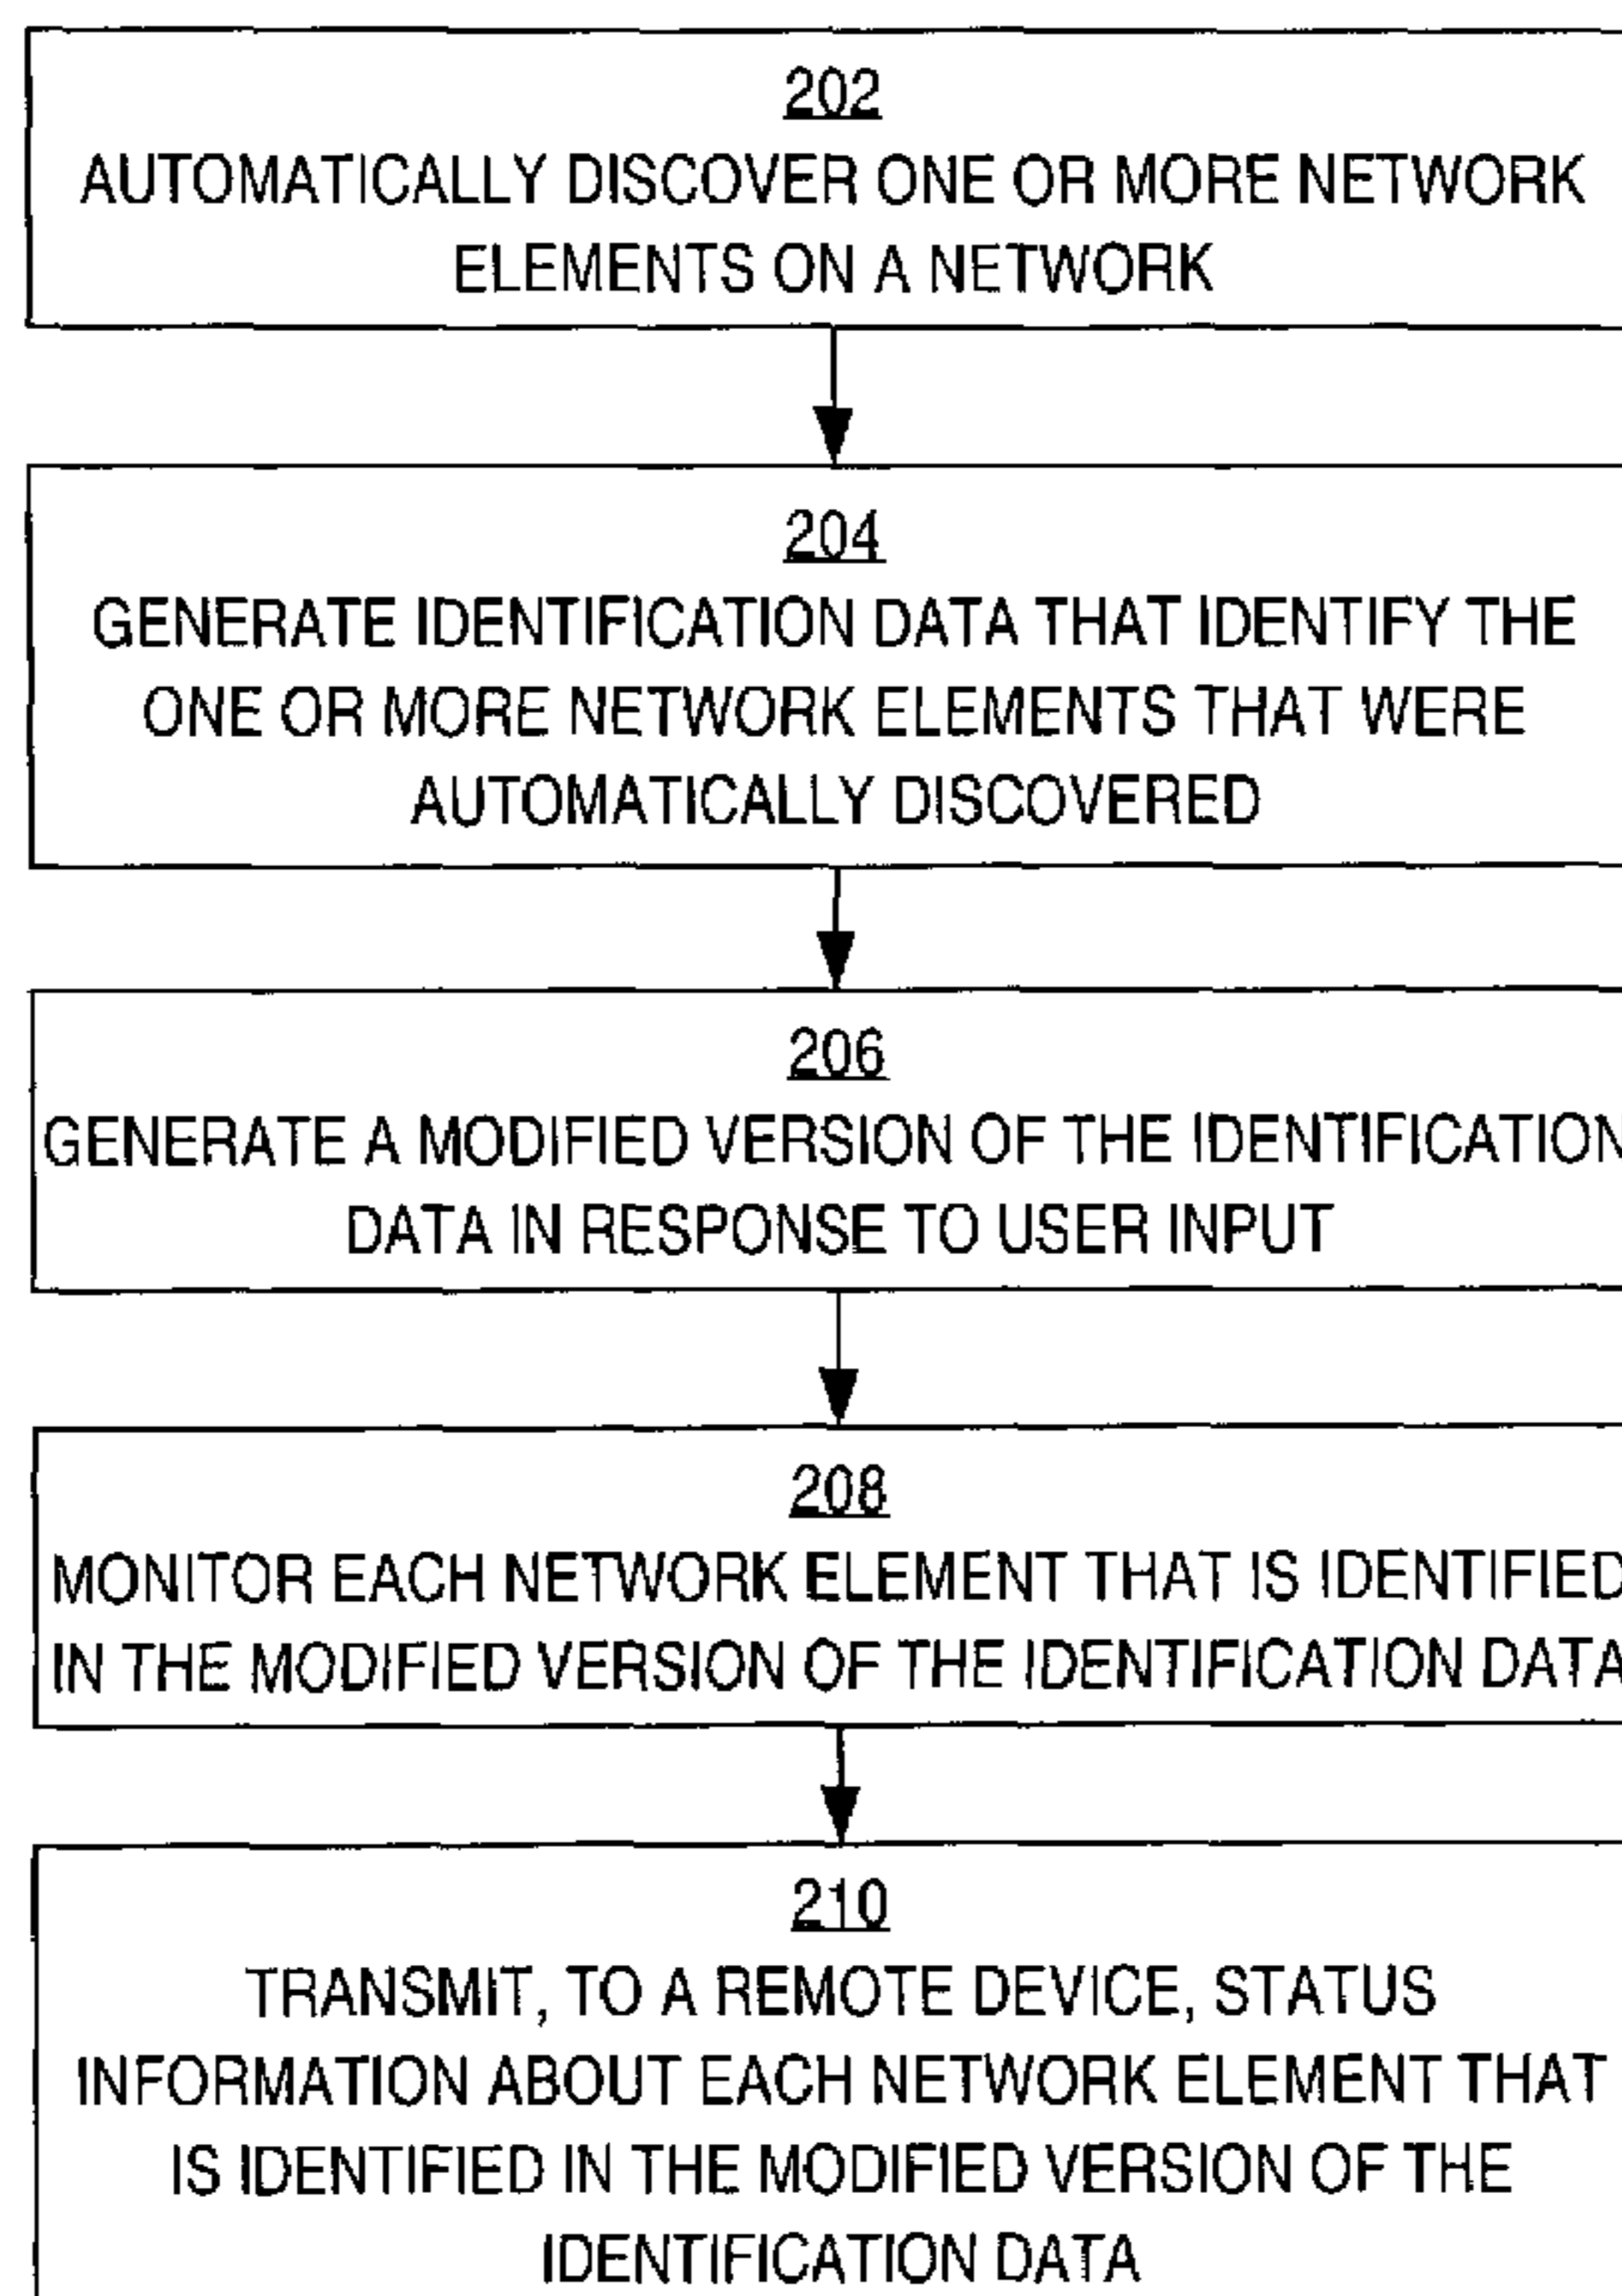 202
AUTOMATICALLY DISCOVER ONE OR MORE NETWORK
ELEMENTS ON A NETWORK
204
GENERATE IDENTIFICATION DATA THAT IDENTIFY THE
ONE OR MORE NETWORK ELEMENTS THAT WERE
AUTOMATICALLY DISCOVERED
206
GENERATE A MODIFIED VERSION OF THE IDENTIFICATION
DATA IN RESPONSE TO USER INPUT
208
MONITOR EACH NETWORK ELEMENT THAT IS IDENTIFIED
IN THE MODIFIED VERSION OF THE IDENTIFICATION DATA
210
TRANSMIT, TO A REMOTE DEVICE, STATUS
INFORMATION ABOUT EACH NETWORK ELEMENT THAT
IS IDENTIFIED IN THE MODIFIED VERSION OF THE
IDENTIFICATION DATA